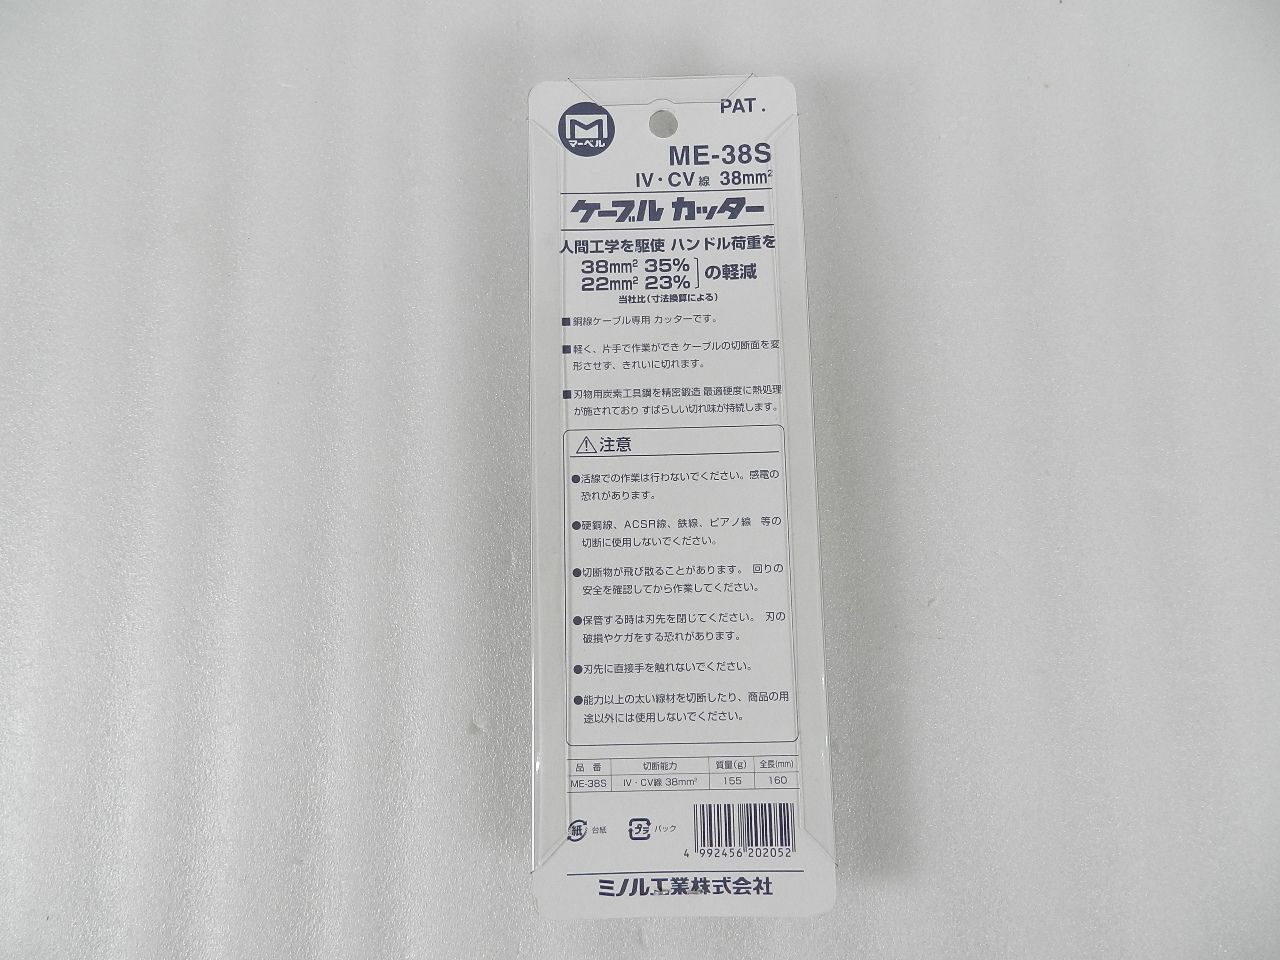 PAT.
M
マーベル
ME-38S
IV・CV線 38mm²
ケーブル カッター
人間工学を駆使 ハンドル荷重を
38mm² 35%
22mm² 23%
の軽減
当社比(寸法換算による)
■銅線ケーブル専用 カッターです。
■軽く、片手で作業ができ ケーブルの切断面を変
形させず、きれいに切れます。
■刃物用炭素工具鋼を精密鍛造 最適硬度に熱処理
が施されており すばらしい切れ味が持続します。
注意
●活線での作業は行わないでください。感電の
恐れがあります。
●硬銅線、ACSR線、鉄線、ピアノ線 等の
切断に使用しないでください。
●切断物が飛び散ることがあります。 回りの
安全を確認してから作業してください。
●保管する時は刃先を閉じてください。 刃の
破損やケガをする恐れがあります。
●刃先に直接手を触れないでください。
●能力以上の太い線材を切断したり、商品の用
途以外には使用しないでください。
品番 切断能力 質量(g) 全長(mm)
ME-38S IV・CV線 38mm² 155 160
紙 台紙 プラ パック
4 992456 202052
ミノル工業株式会社